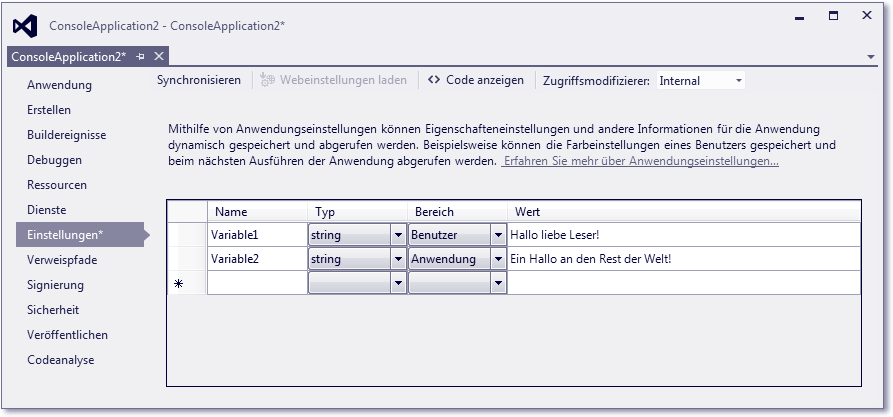 ConsoleApplication2 - ConsoleApplication2*
ConsoleApplication2*
Anwendung
Erstellen
Buildereignisse
Debuggen
Ressourcen
Dienste
Einstellungen*
Verweispfade
Signierung
Sicherheit
Veröffentlichen
Codeanalyse
Synchronisieren Webeinstellungen laden Code anzeigen Zugriffsmodifizierer: Internal
Mithilfe von Anwendungseinstellungen können Eigenschafteneinstellungen und andere Informationen für die Anwendung
dynamisch gespeichert und abgerufen werden. Beispielsweise können die Farbeinstellungen eines Benutzers gespeichert und
beim nächsten Ausführen der Anwendung abgerufen werden. Erfahren Sie mehr über Anwendungseinstellungen...
Name Typ Bereich Wert
Variable1 string Benutzer Hallo liebe Leser!
Variable2 string Anwendung Ein Hallo an den Rest der Welt!